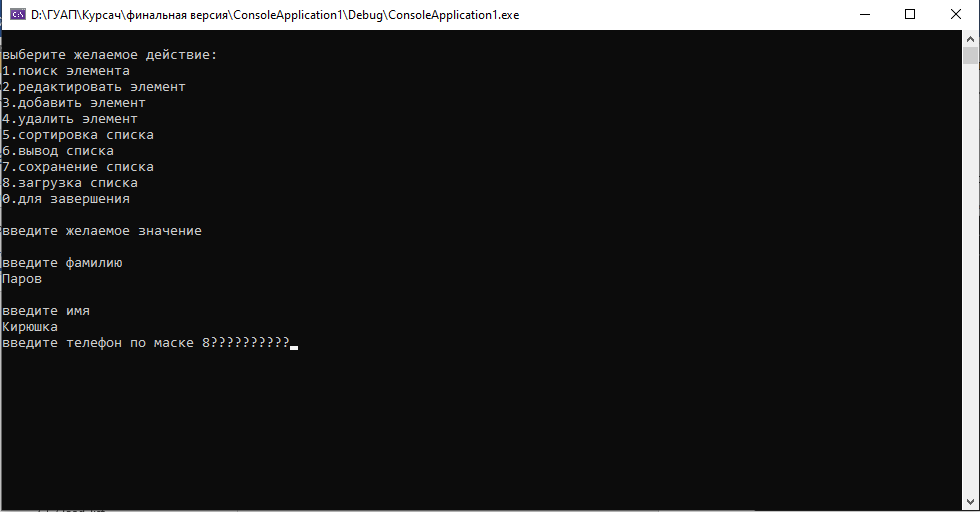 D:\ГУАП\Курсач\финальная версия\ConsoleApplication1\Debug\ConsoleApplication1.exe
выберите желаемое действие:
1.поиск элемента
2.редактировать элемент
3.добавить элемент
4.удалить элемент
5.сортировка списка
6.вывод списка
7.сохранение списка
8.загрузка списка
0.для завершения
введите желаемое значение
введите фамилию
Паров
введите имя
Кирюшка
введите телефон по маске 8??????????